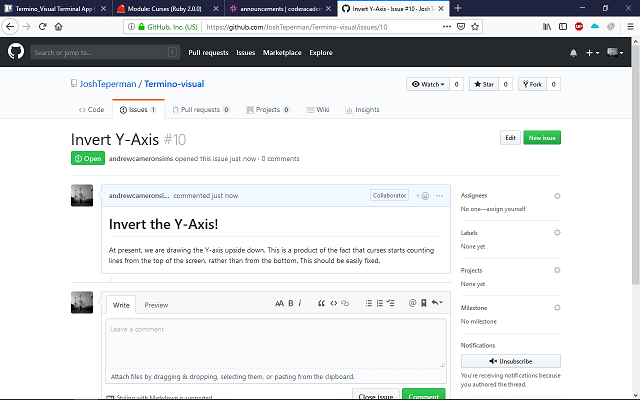 Termino_Visual Terminal App |
Module: Curses (Ruby 2.0.0)
announcements | coderacadem
Invert Y-Axis · Issue #10 · JoshT
GitHub, Inc. (US)
https://github.com/JoshTeperman/Termino-visual/issues/10
Search or jump to...
/
Pull requests
Issues
Marketplace
Explore
JoshTeperman / Termino-visual
Watch
0
Star
0
Fork
0
Code
Issues 1
Pull requests 0
Projects 0
Wiki
Insights
Invert Y-Axis #10
Edit
New issue
Open
andrewcameronsims opened this issue just now · 0 comments
andrewcameronsi... commented just now
Collaborator
Invert the Y-Axis!
At present, we are drawing the Y-axis upside down. This is a product of the fact that curses starts counting
lines from the top of the screen, rather than from the bottom. This should be easily fixed.
Assignees
No one—assign yourself
Labels
None yet
Projects
None yet
Milestone
No milestone
Notifications
Unsubscribe
You're receiving notifications because
you authored the thread.
Write
Preview
AA B i
Leave a comment
Attach files by dragging & dropping, selecting them, or pasting from the clipboard.
Styling with Markdown is supported
Close issue
Comment